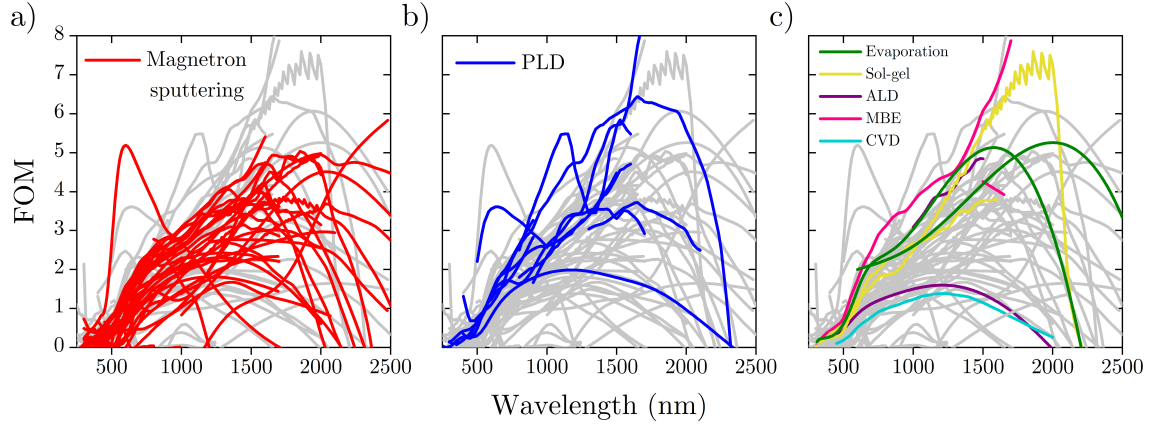 a)
b)
c)
FOM
8
7
6
5
4
3
2
1
0
Magnetron
sputtering
PLD
Evaporation
Sol-gel
ALD
MBE
CVD
500 1000 1500 2000 2500
500 1000 1500 2000 2500
500 1000 1500 2000 2500
Wavelength (nm)